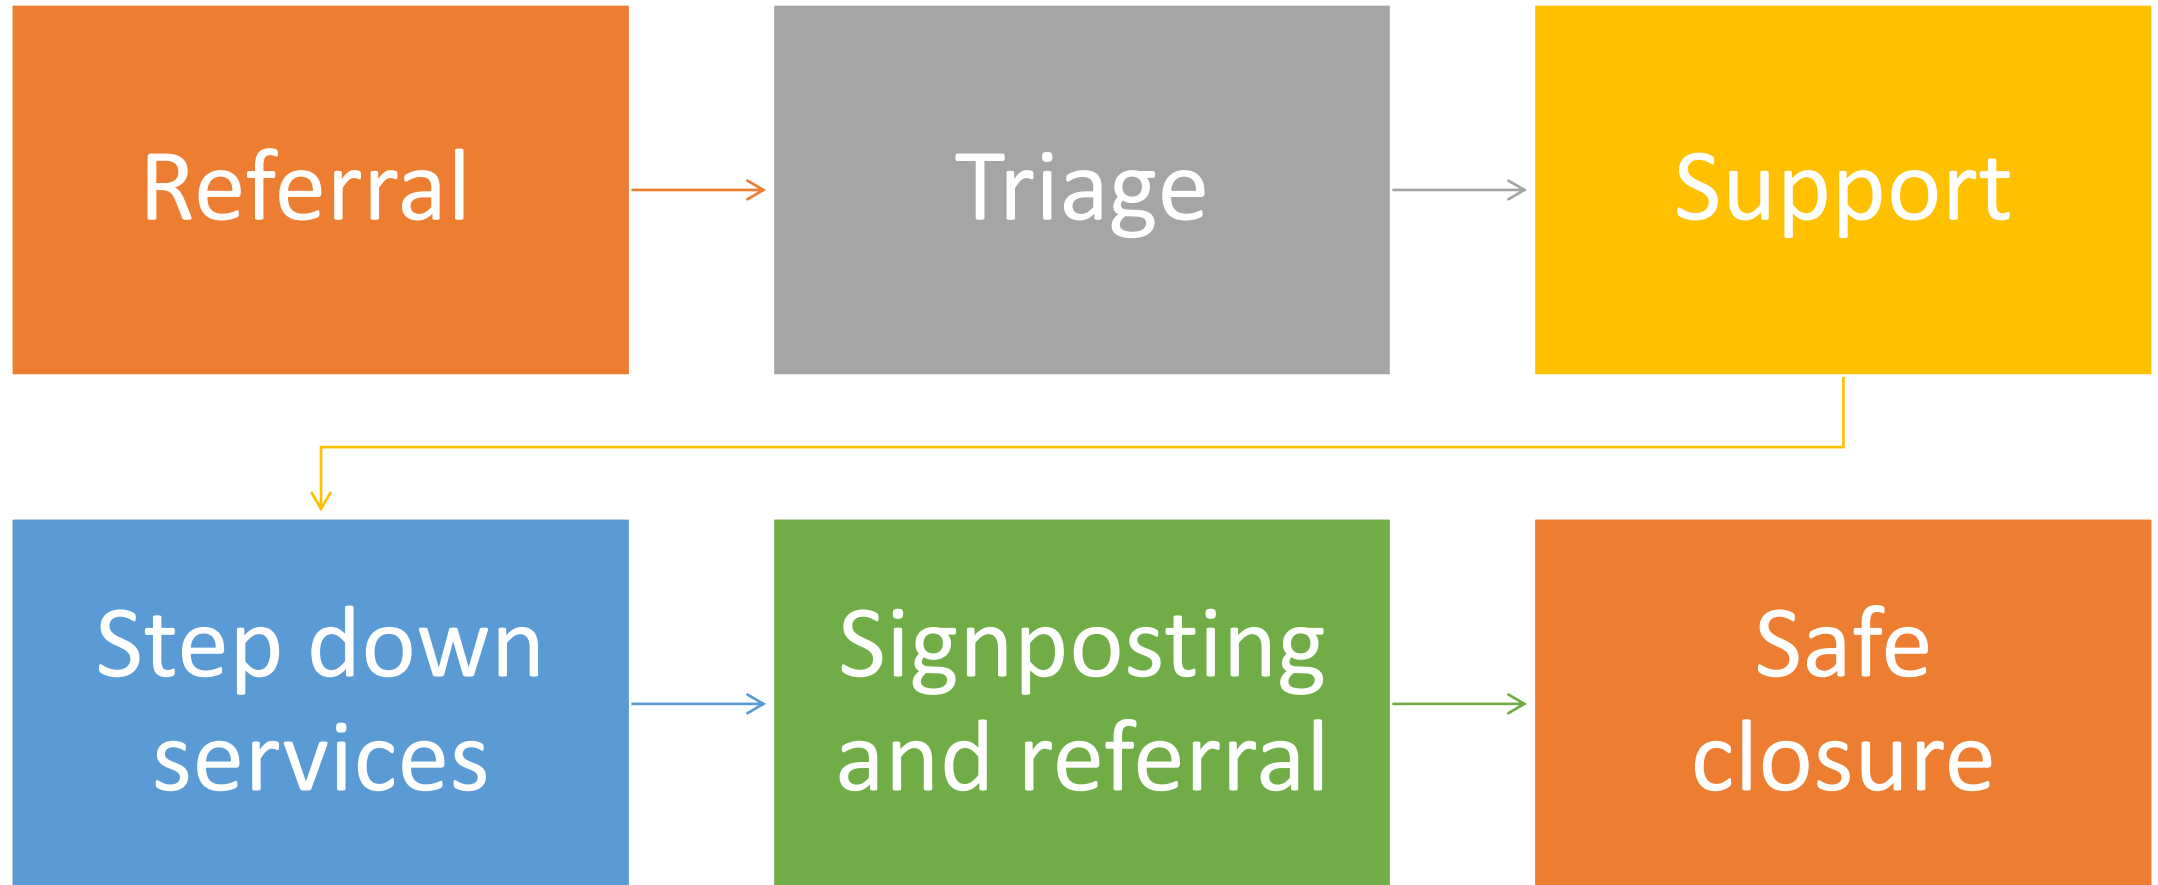 Referral
Triage
Support
Step down
services
Signposting
and referral
Safe
closure